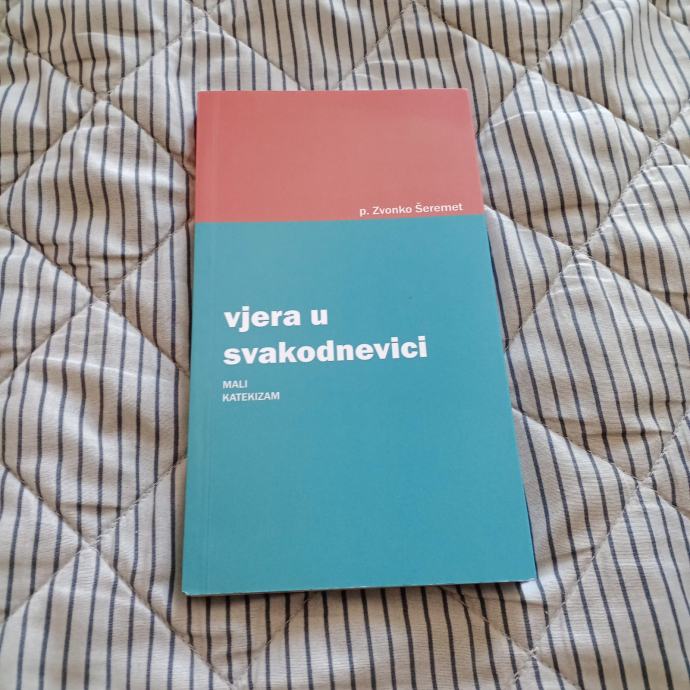 p. Zvonko Šeremet
vjera u
svakodnevici
MALI
KATEKIZAM